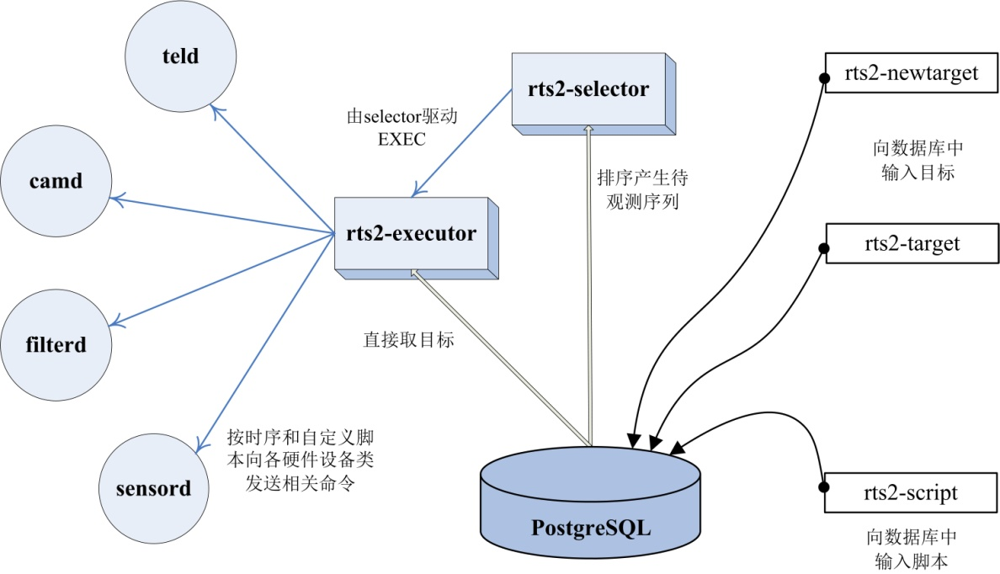 teld
rts2-selector
rts2-newtarget
由selector驱动
EXEC
向数据库中
输入目标
camd
排序产生待
观测序列
rts2-executor
rts2-target
直接取目标
filterd
按时序和自定义脚
本向各硬件设备类
发送相关命令
sensord
rts2-script
PostgreSQL
向数据库中
输入脚本